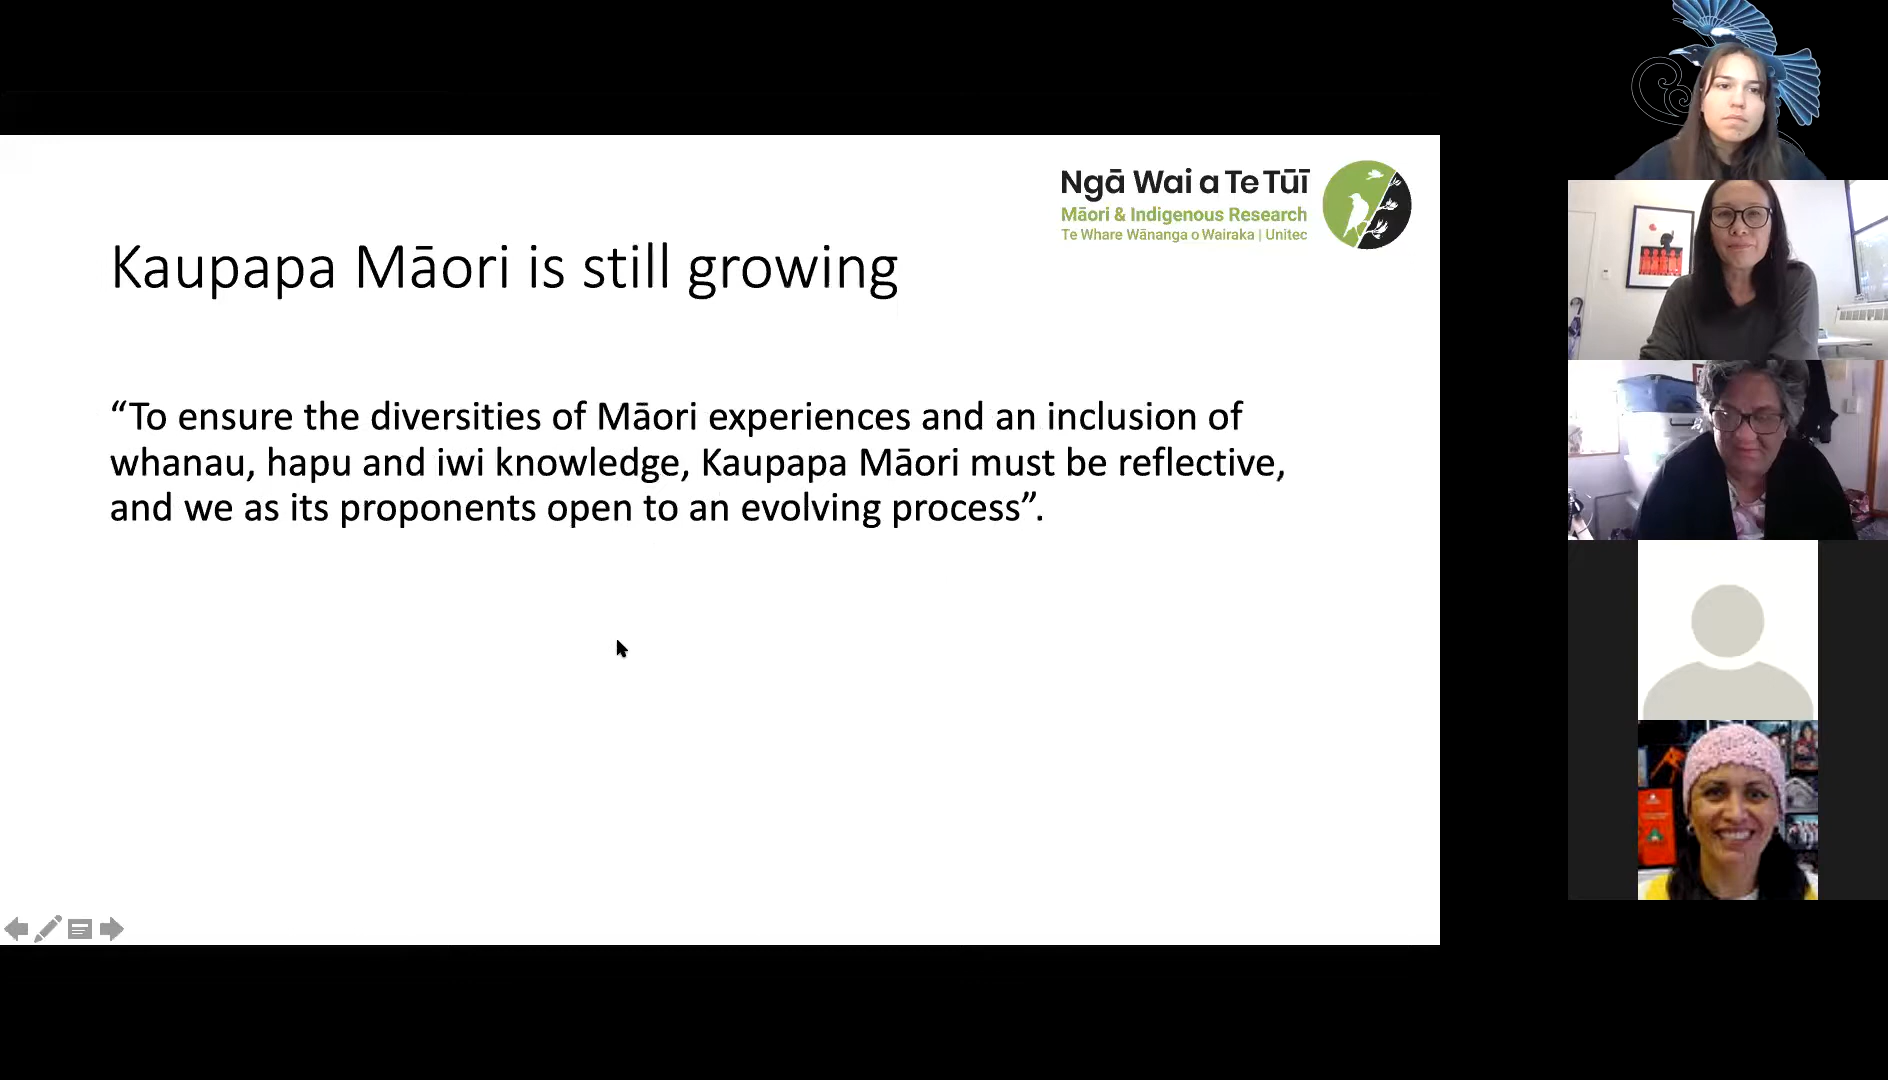 Ngā Wai a Te Tūī
Māori & Indigenous Research
Te Whare Wānanga o Wairaka | Unitec
Kaupapa Māori is still growing
“To ensure the diversities of Māori experiences and an inclusion of
whanau, hapu and iwi knowledge, Kaupapa Māori must be reflective,
and we as its proponents open to an evolving process”.